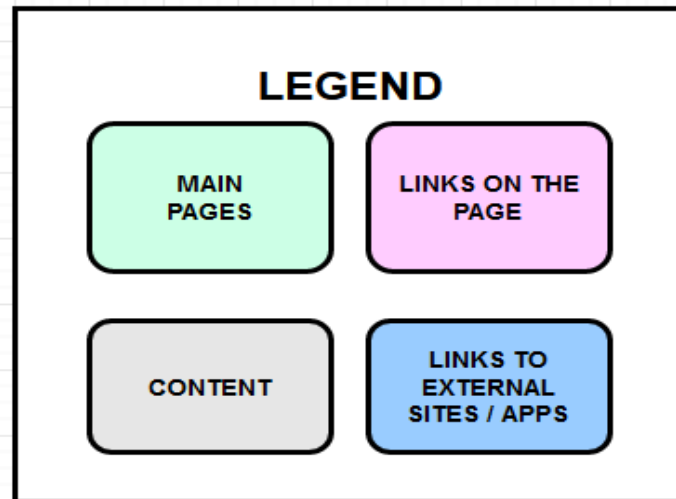 LEGEND
MAIN
PAGES
LINKS ON THE
PAGE
CONTENT
LINKS TO
EXTERNAL
SITES / APPS